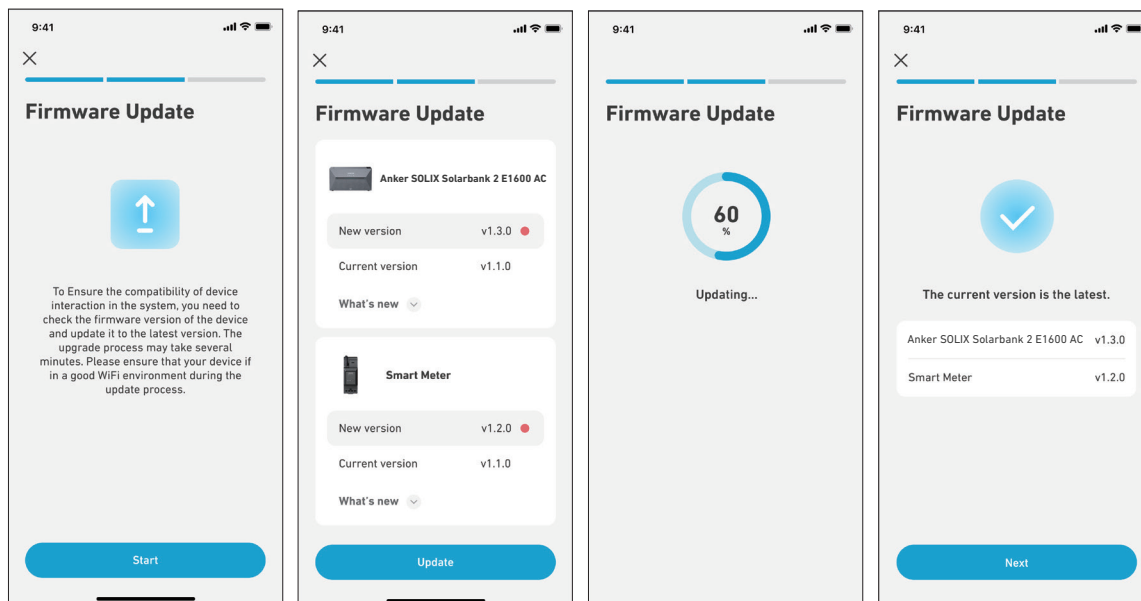 9:41
Firmware Update
To Ensure the compatibility of device
interaction in the system, you need to
check the firmware version of the device
and update it to the latest version. The
upgrade process may take several
minutes. Please ensure that your device if
in a good WiFi environment during the
update process.
Start
9:41
Firmware Update
Anker SOLIX Solarbank 2 E1600 AC
New version v1.3.0
Current version v1.1.0
What's new
Smart Meter
New version v1.2.0
Current version v1.1.0
What's new
Update
9:41
Firmware Update
60
%
Updating...
9:41
Firmware Update
The current version is the latest.
Anker SOLIX Solarbank 2 E1600 AC v1.3.0
Smart Meter v1.2.0
Next